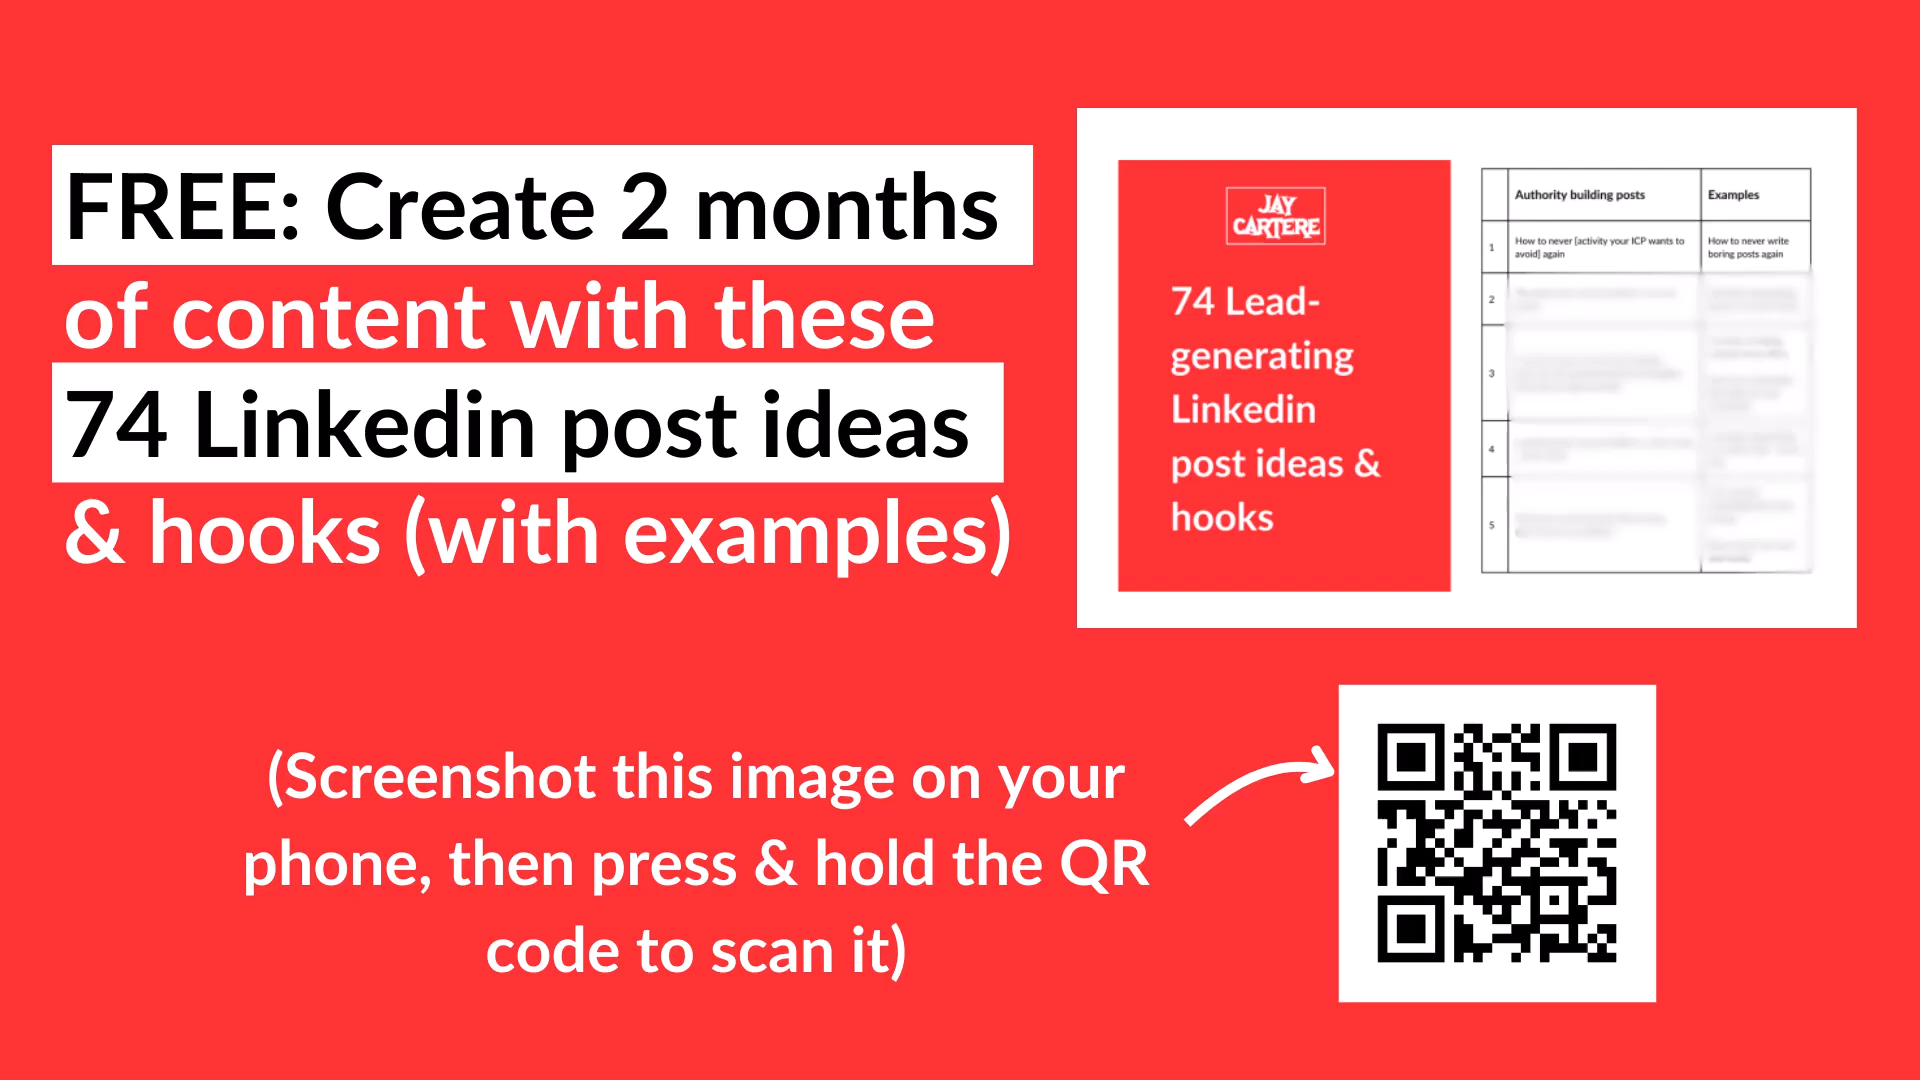 FREE: Create 2 months
of content with these
74 Linkedin post ideas
& hooks (with examples)
JAY
CARTERE
74 Lead-
generating
Linkedin
post ideas &
hooks
Authority building posts
Examples
1
How to never [activity your ICP wants to
avoid] again
How to never write
boring posts again
2
3
4
5
(Screenshot this image on your
phone, then press & hold the QR
code to scan it)